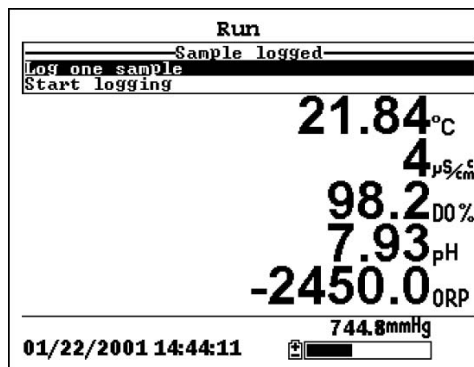 Run
Sample logged
Log one sample
Start logging
21.84°C
4µS/cm c
98.2DO %
7.93pH
-2450.0ORP
744.8mmHg
01/22/2001 14:44:11